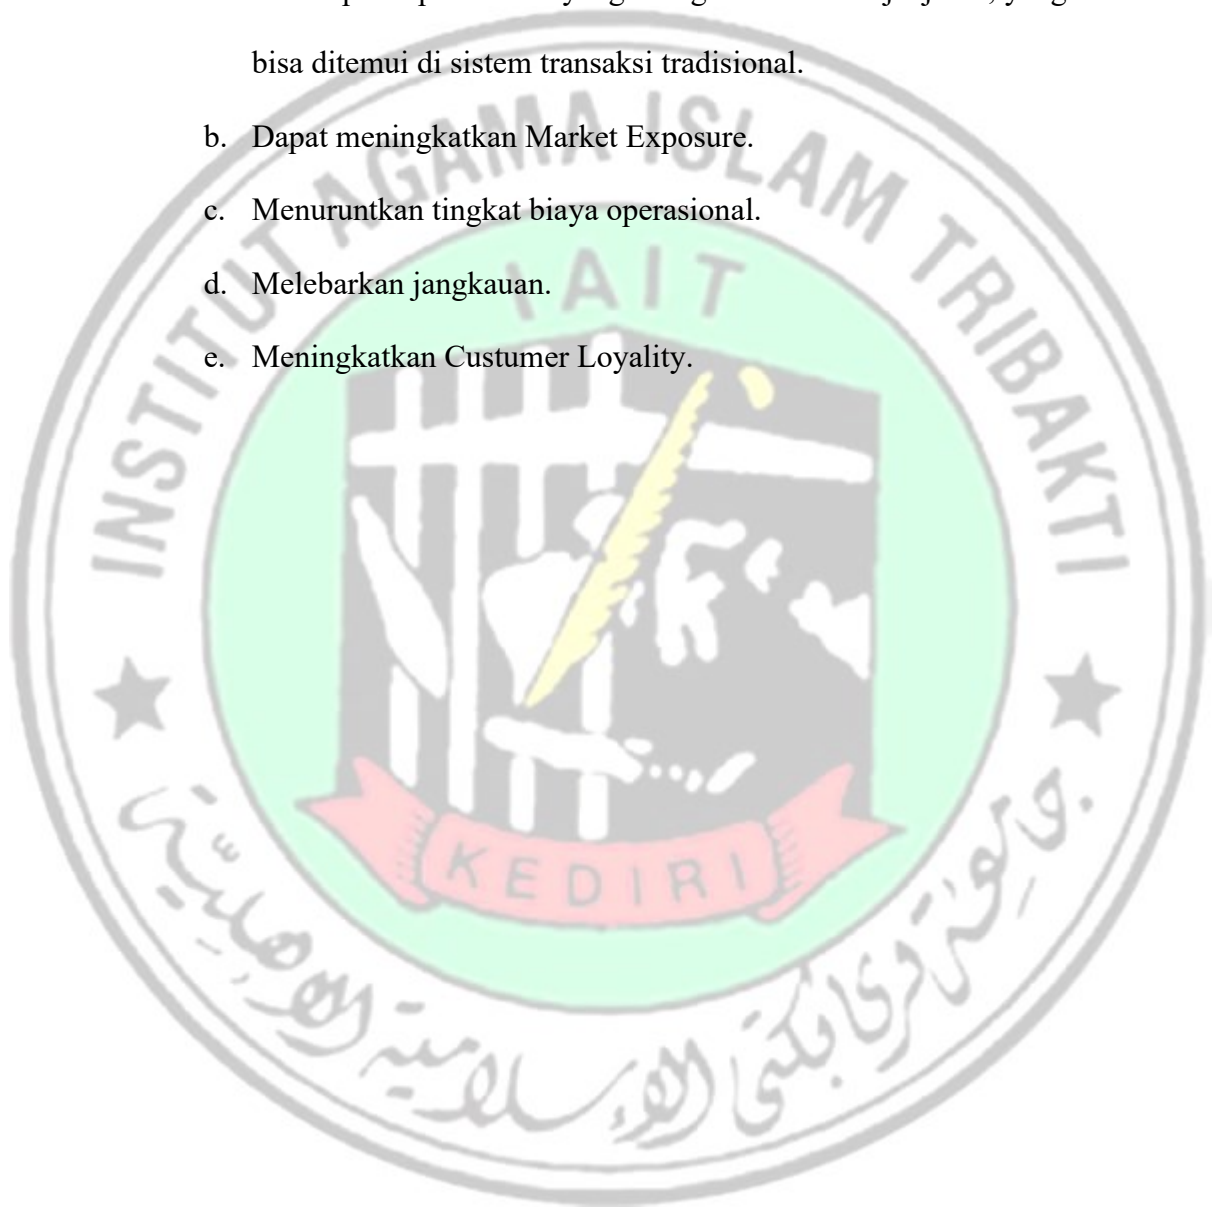 bisa ditemui di sistem transaksi tradisional.
b. Dapat meningkatkan Market Exposure.
c. Menuruntkan tingkat biaya operasional.
d. Melebarkan jangkauan.
e. Meningkatkan Custumer Loyality.
INSTITUT AGAMA ISLAM TRIBAKTI
IAIT
KEDIRI